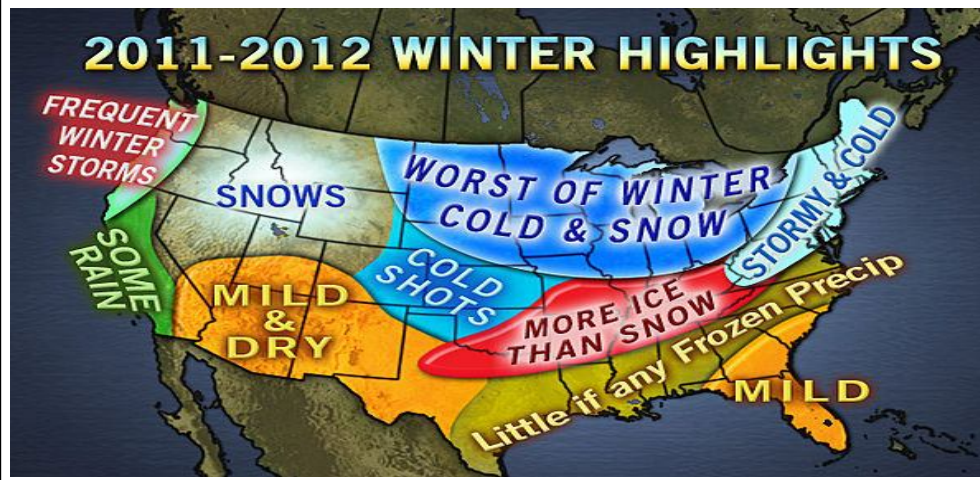 2011-2012 WINTER HIGHLIGHTS
FREQUENT
WINTER
STORMS
SNOWS
WORST OF WINTER
COLD & SNOW
STORMY & COLD
SOME
RAIN
COLD
SHOTS
MILD
&
DRY
MORE ICE
THAN SNOW
Little if any Frozen Precip
MILD